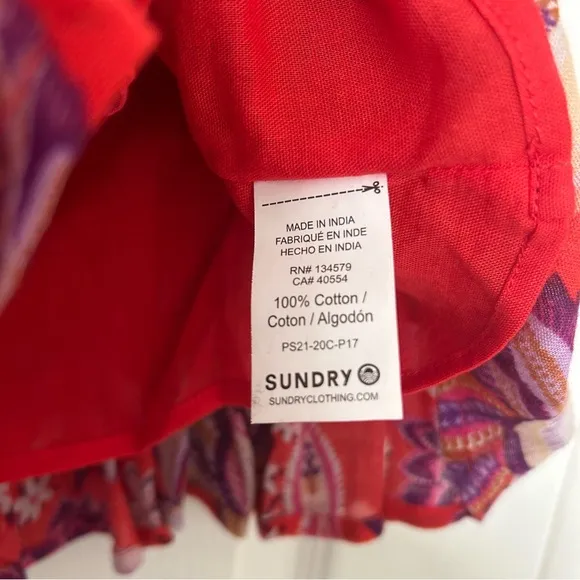 MADE IN INDIA
FABRIQUÉ EN INDE
HECHO EN INDIA
RN# 134579
CA# 40554
100% Cotton /
Coton / Algodón
PS21-20C-P17
SUNDRY
SUNDRYCLOTHING.COM